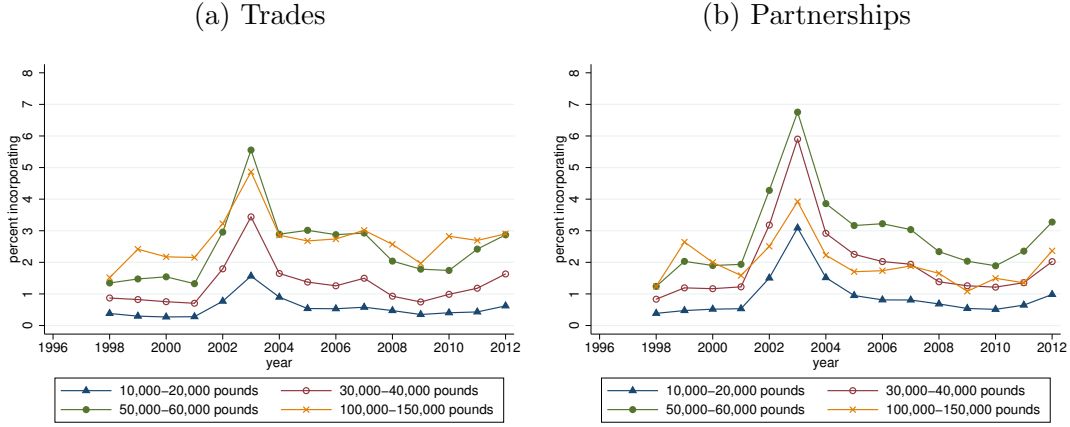 (a) Trades
percent incorporating
8
7
6
5
4
3
2
1
0
1996 1998 2000 2002 2004 2006 2008 2010 2012
year
10,000−20,000 pounds 30,000−40,000 pounds
50,000−60,000 pounds 100,000−150,000 pounds
(b) Partnerships
percent incorporating
8
7
6
5
4
3
2
1
0
1996 1998 2000 2002 2004 2006 2008 2010 2012
year
10,000−20,000 pounds 30,000−40,000 pounds
50,000−60,000 pounds 100,000−150,000 pounds